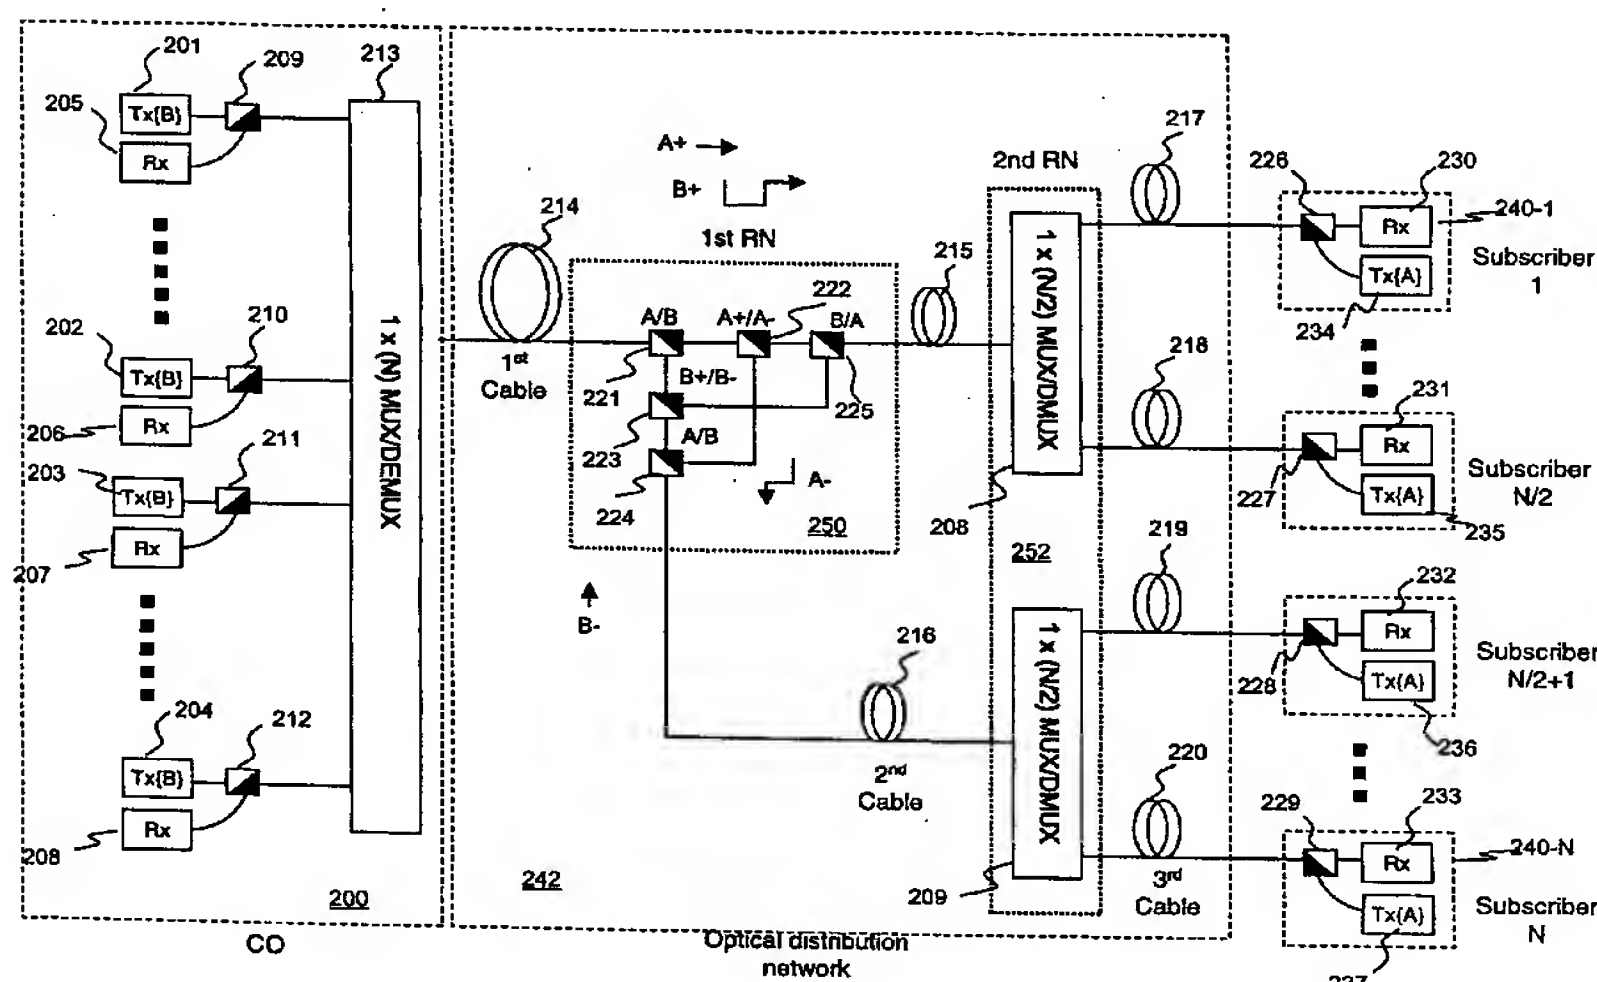 201
209
213
205
Tx{B}
Rx
202
210
Tx{B}
Rx
206
211
203
Tx{B}
Rx
207
204
212
Tx{B}
Rx
208
1 x (N) MUX/DEMUX
200
CO
A+
B+
1st RN
214
1st
Cable
A/B
A+/A-
222
B/A
221
B+/B-
225
223
A/B
224
A-
250
B-
215
216
2nd
Cable
242
Optical distribution
network
2nd RN
1 x (N/2) MUX/DMUX
208
252
1 x (N/2) MUX/DMUX
209
217
218
219
220
3rd
Cable
226
230
Rx
240-1
Tx{A}
Subscriber
1
234
231
Rx
227
Tx{A}
Subscriber
N/2
235
232
Rx
228
Tx{A}
Subscriber
N/2+1
236
229
233
Rx
240-N
Tx{A}
Subscriber
N
237